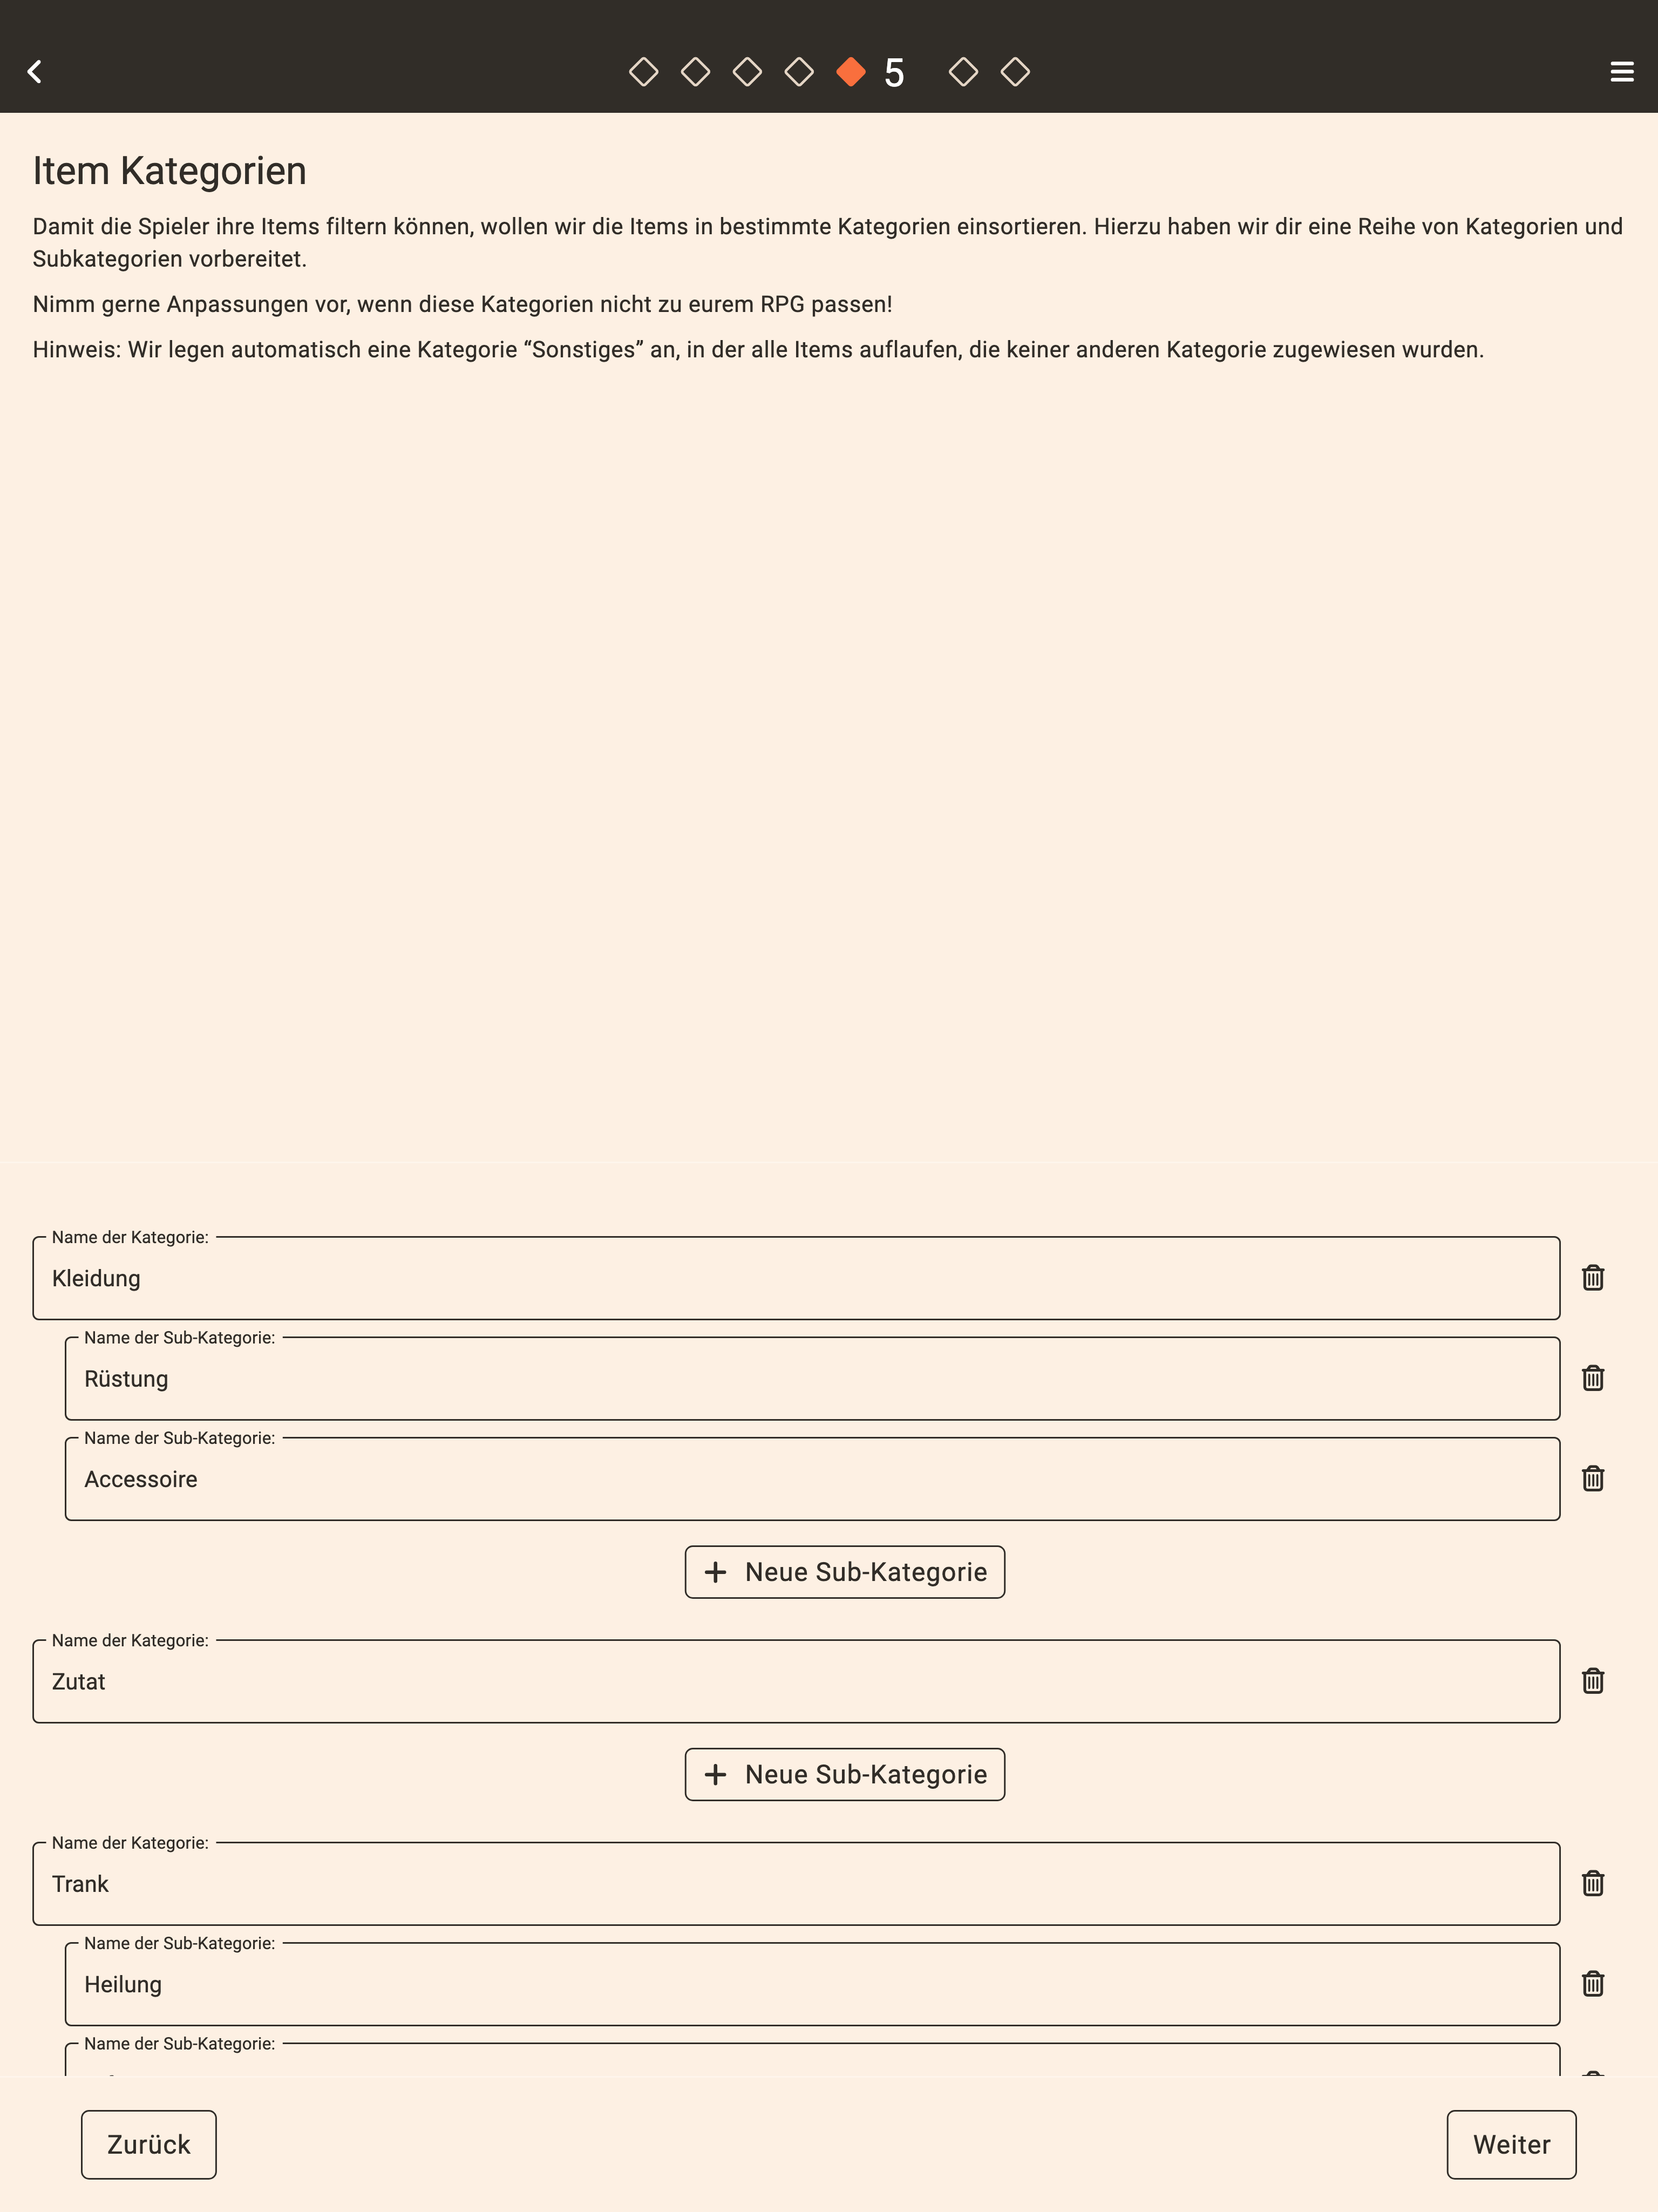 5
Item Kategorien
Damit die Spieler ihre Items filtern können, wollen wir die Items in bestimmte Kategorien einsortieren. Hierzu haben wir dir eine Reihe von Kategorien und
Subkategorien vorbereitet.
Nimm gerne Anpassungen vor, wenn diese Kategorien nicht zu eurem RPG passen!
Hinweis: Wir legen automatisch eine Kategorie “Sonstiges” an, in der alle Items auflaufen, die keiner anderen Kategorie zugewiesen wurden.
Name der Kategorie:
Kleidung
Name der Sub-Kategorie:
Rüstung
Name der Sub-Kategorie:
Accessoire
+ Neue Sub-Kategorie
Name der Kategorie:
Zutat
+ Neue Sub-Kategorie
Name der Kategorie:
Trank
Name der Sub-Kategorie:
Heilung
Name der Sub-Kategorie:
Zurück
Weiter